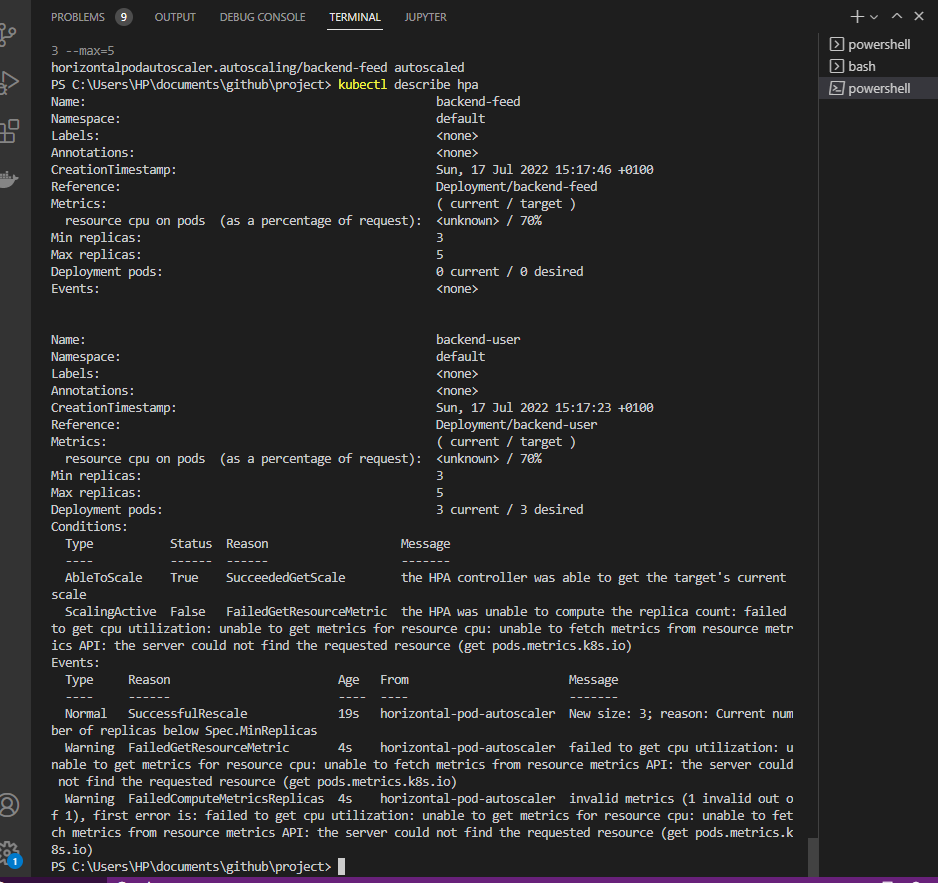 PROBLEMS 9 OUTPUT DEBUG CONSOLE TERMINAL JUPYTER
3 --max=5
horizontalpodautoscaler.autoscaling/backend-feed autoscaled
PS C:\Users\HP\documents\github\project> kubectl describe hpa
Name: backend-feed
Namespace: default
Labels: <none>
Annotations: <none>
CreationTimestamp: Sun, 17 Jul 2022 15:17:46 +0100
Reference: Deployment/backend-feed
Metrics: ( current / target )
resource cpu on pods (as a percentage of request): <unknown> / 70%
Min replicas: 3
Max replicas: 5
Deployment pods: 0 current / 0 desired
Events: <none>
Name: backend-user
Namespace: default
Labels: <none>
Annotations: <none>
CreationTimestamp: Sun, 17 Jul 2022 15:17:23 +0100
Reference: Deployment/backend-user
Metrics: ( current / target )
resource cpu on pods (as a percentage of request): <unknown> / 70%
Min replicas: 3
Max replicas: 5
Deployment pods: 3 current / 3 desired
Conditions:
Type Status Reason Message
---- ------ ------ -------
AbleToScale True SucceededGetScale the HPA controller was able to get the target's current
scale
ScalingActive False FailedGetResourceMetric the HPA was unable to compute the replica count: failed
to get cpu utilization: unable to get metrics for resource cpu: unable to fetch metrics from resource metr
ics API: the server could not find the requested resource (get pods.metrics.k8s.io)
Events:
Type Reason Age From Message
---- ------ ---- ---- -------
Normal SuccessfulRescale 19s horizontal-pod-autoscaler New size: 3; reason: Current num
ber of replicas below Spec.MinReplicas
Warning FailedGetResourceMetric 4s horizontal-pod-autoscaler failed to get cpu utilization: u
nable to get metrics for resource cpu: unable to fetch metrics from resource metrics API: the server could
not find the requested resource (get pods.metrics.k8s.io)
Warning FailedComputeMetricsReplicas 4s horizontal-pod-autoscaler invalid metrics (1 invalid out o
f 1), first error is: failed to get cpu utilization: unable to get metrics for resource cpu: unable to fet
ch metrics from resource metrics API: the server could not find the requested resource (get pods.metrics.k
8s.io)
PS C:\Users\HP\documents\github\project>
powershell
bash
powershell
1